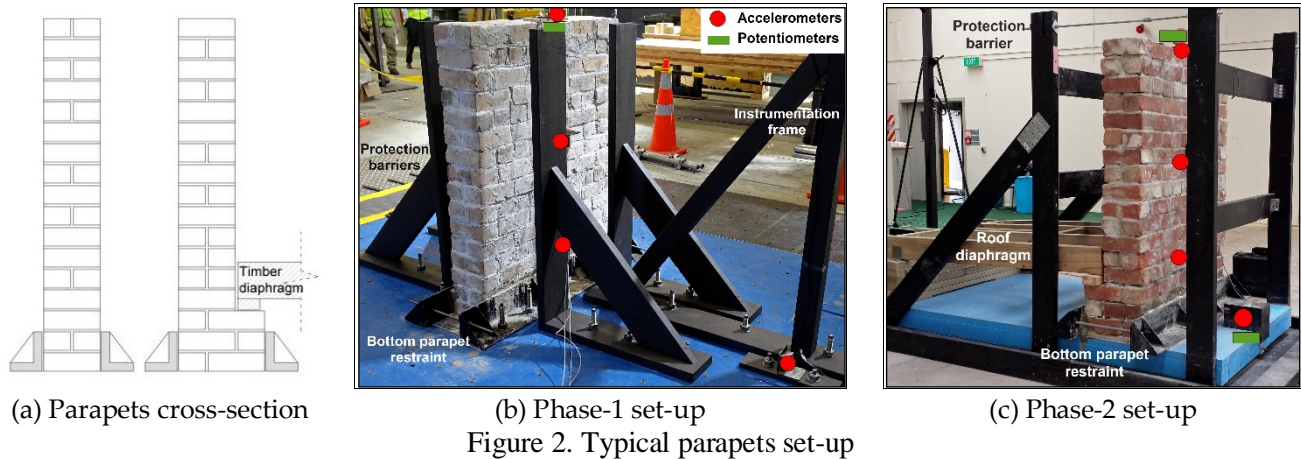 Timber
diaphragm
(a) Parapets cross-section
Accelerometers
Potentiometers
Protection
barriers
Instrumentation
frame
Bottom parapet
restraint
(b) Phase-1 set-up
Protection
barrier
EXIT
Roof
diaphragm
Bottom parapet
restraint
(c) Phase-2 set-up
Figure 2. Typical parapets set-up